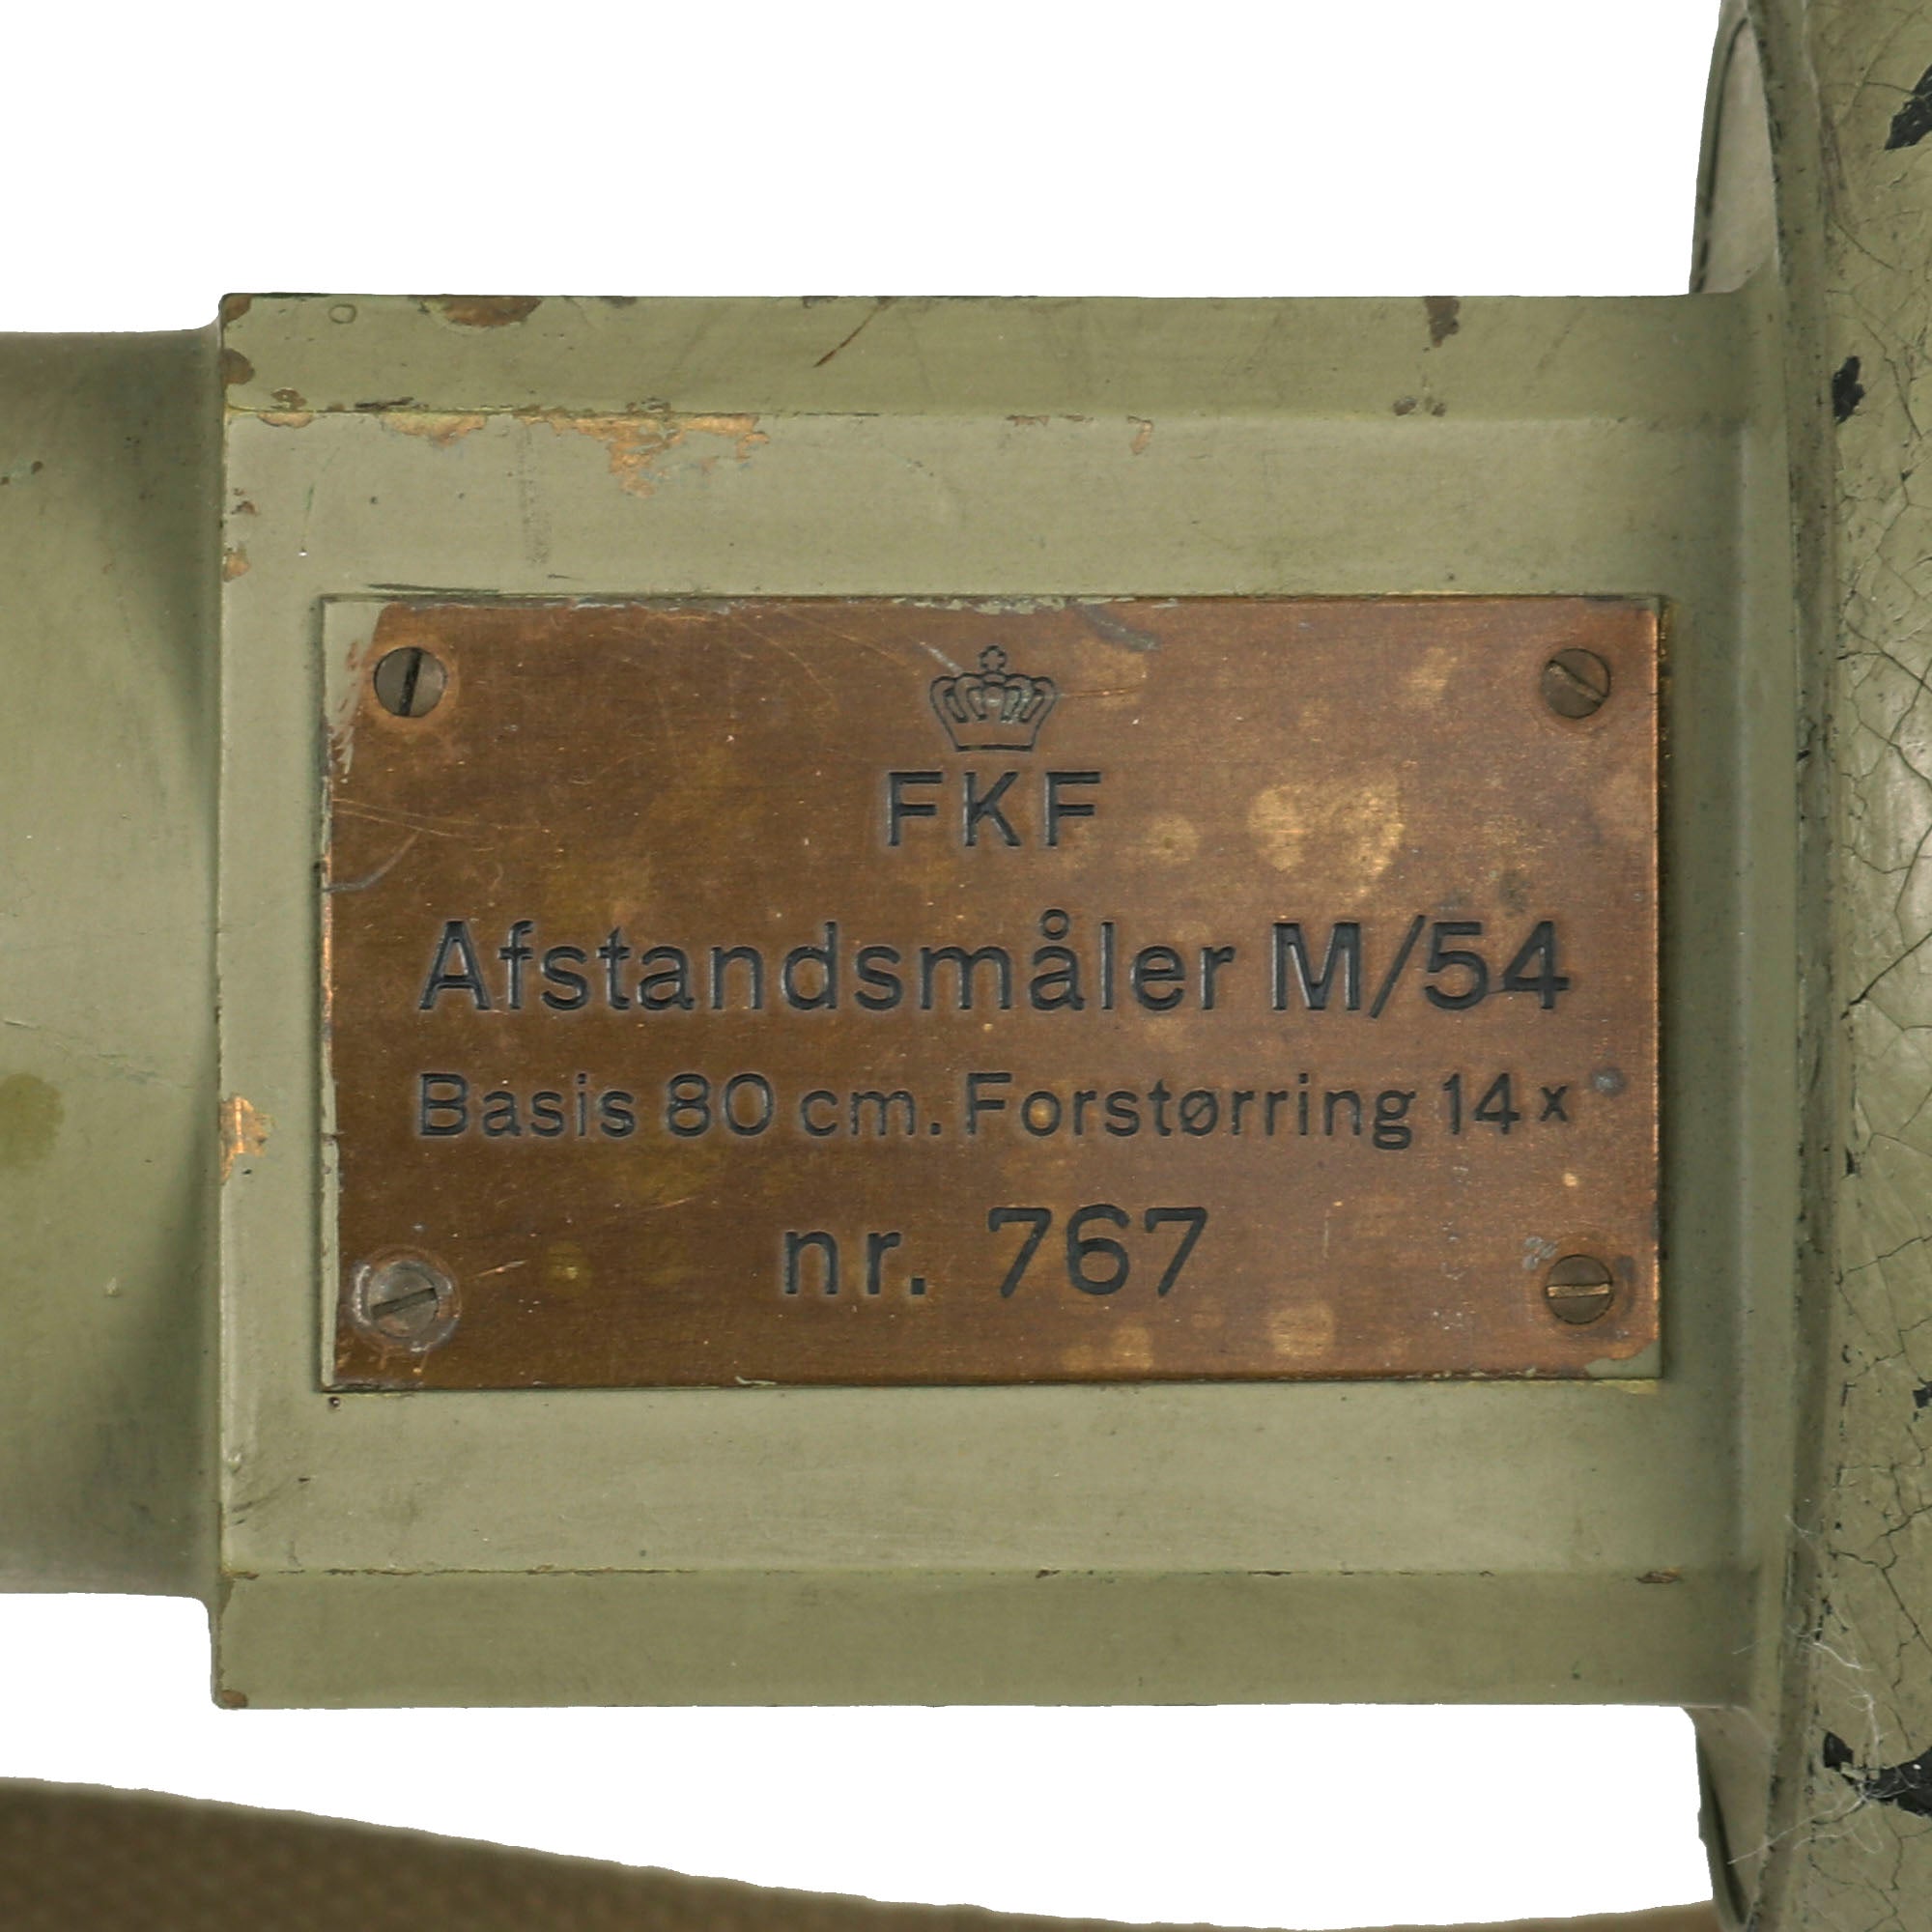 FKF
Afstandsmåler M/54
Basis 80 cm. Forstørring 14x
nr. 767